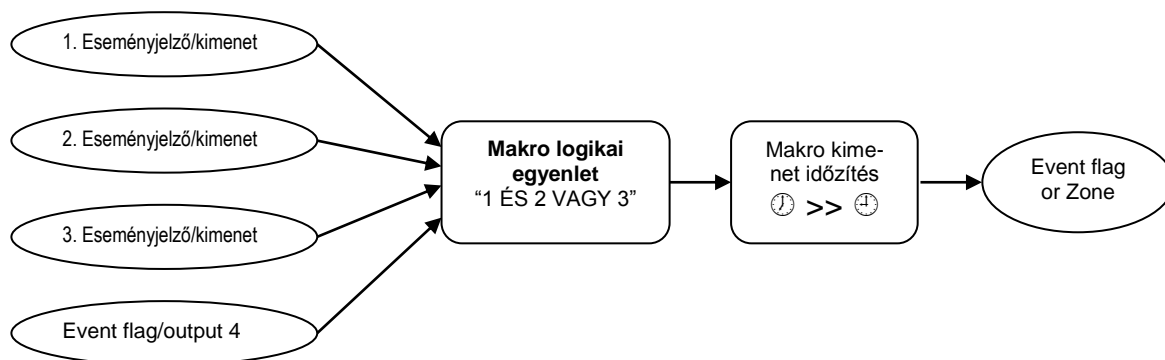 1. Eseményjelző/kimenet
2. Eseményjelző/kimenet
3. Eseményjelző/kimenet
Event flag/output 4
Makro logikai
egyenlet
“1 ÉS 2 VAGY 3”
Makro kime-
net időzítés
🕖 >> 🕘
Event flag
or Zone